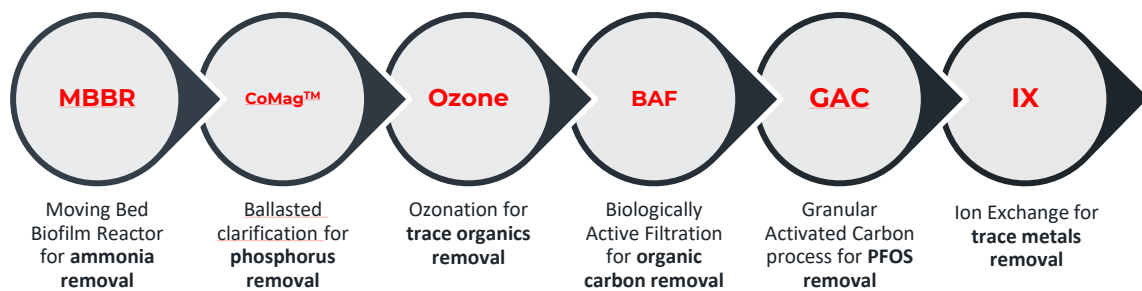 MBBR
CoMag™
Ozone
BAF
GAC
IX
Moving Bed
Biofilm Reactor
for ammonia
removal
Ballasted
clarification for
phosphorus
removal
Ozonation for
trace organics
removal
Biologically
Active Filtration
for organic
carbon removal
Granular
Activated Carbon
process for PFOS
removal
Ion Exchange for
trace metals
removal